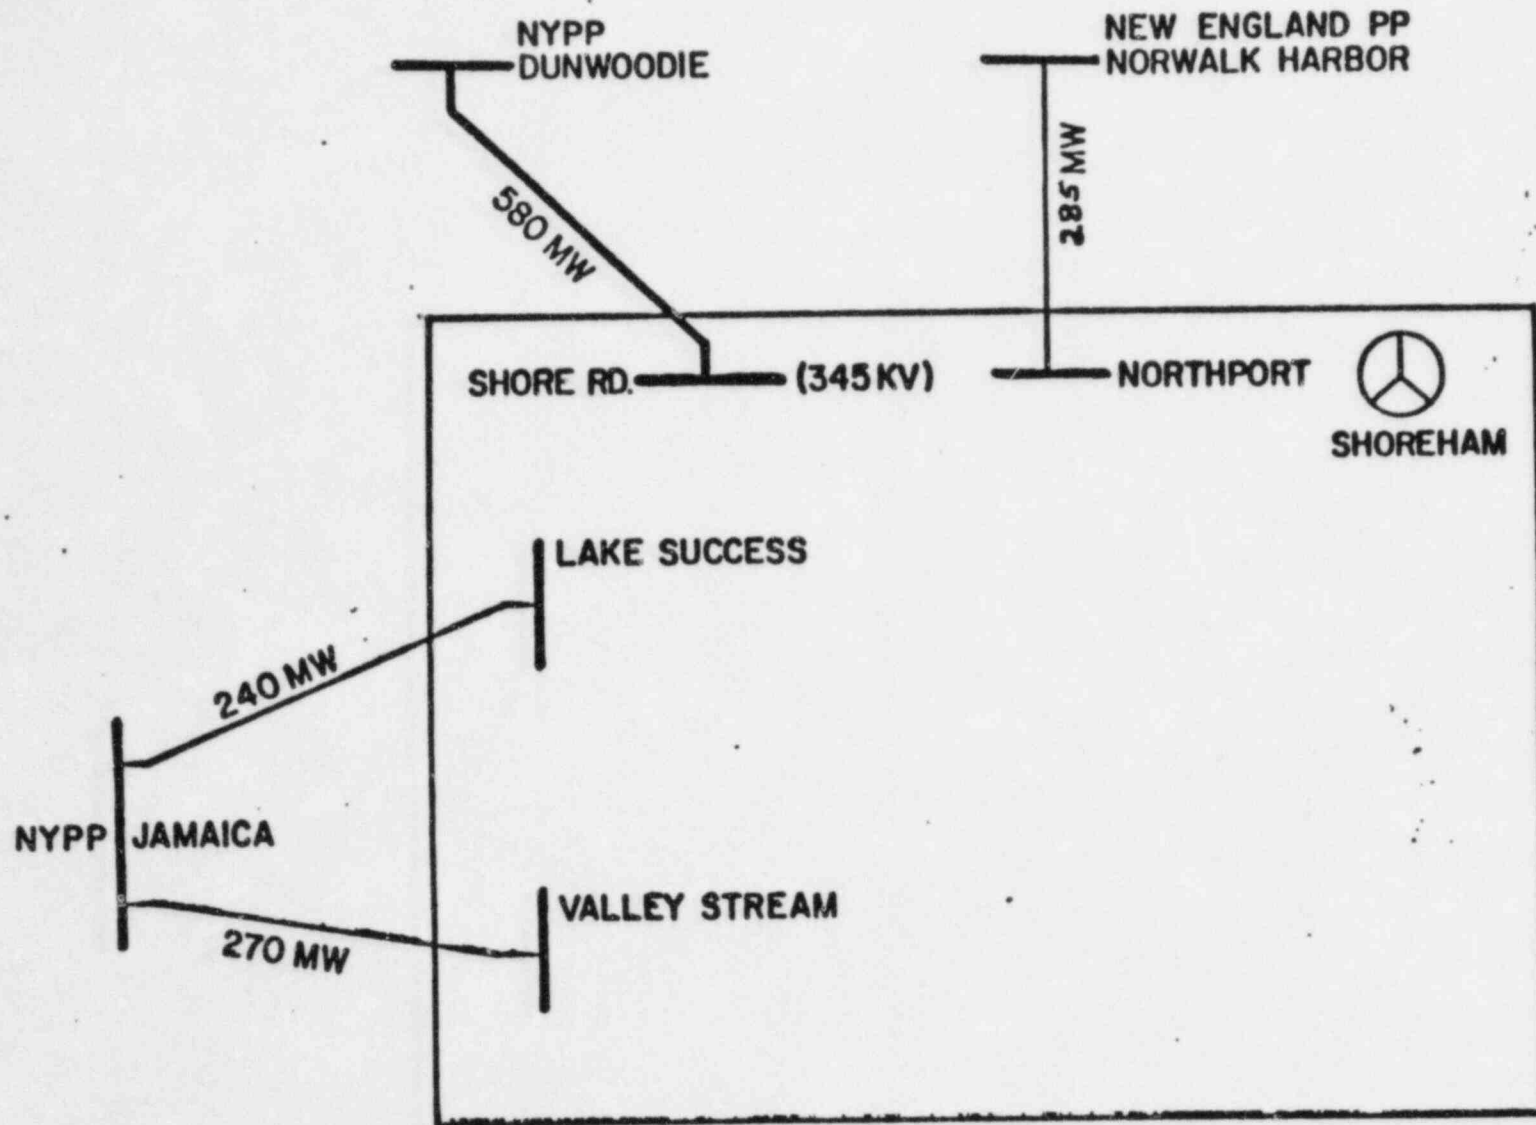 NYPP
DUNWOODIE
NEW ENGLAND PP
NORWALK HARBOR
580 MW
285 MW
SHORE RD.
(345 KV)
NORTHPORT
SHOREHAM
LAKE SUCCESS
240 MW
NYPP
JAMAICA
VALLEY STREAM
270 MW